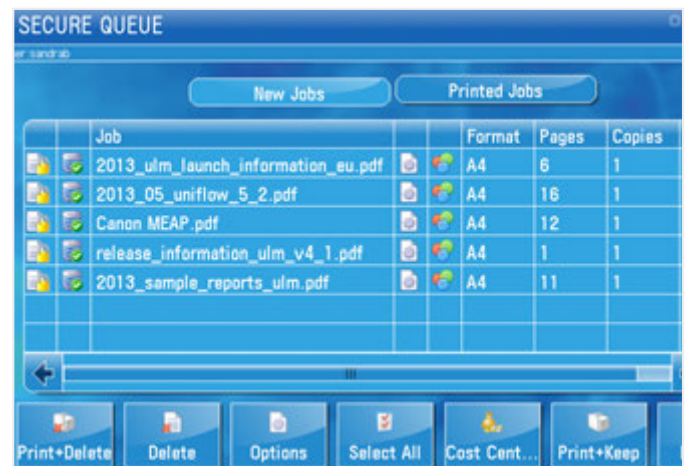 SECURE QUEUE
er sandrab
New Jobs
Printed Jobs
Job Format Pages Copies
2013_ulm_launch_information_eu.pdf A4 6 1
2013_05_uniflow_5_2.pdf A4 16 1
Canon MEAP.pdf A4 12 1
release_information_ulm_v4_1.pdf A4 1 1
2013_sample_reports_ulm.pdf A4 11 1
Print+Delete Delete Options Select All Cost Cent... Print+Keep